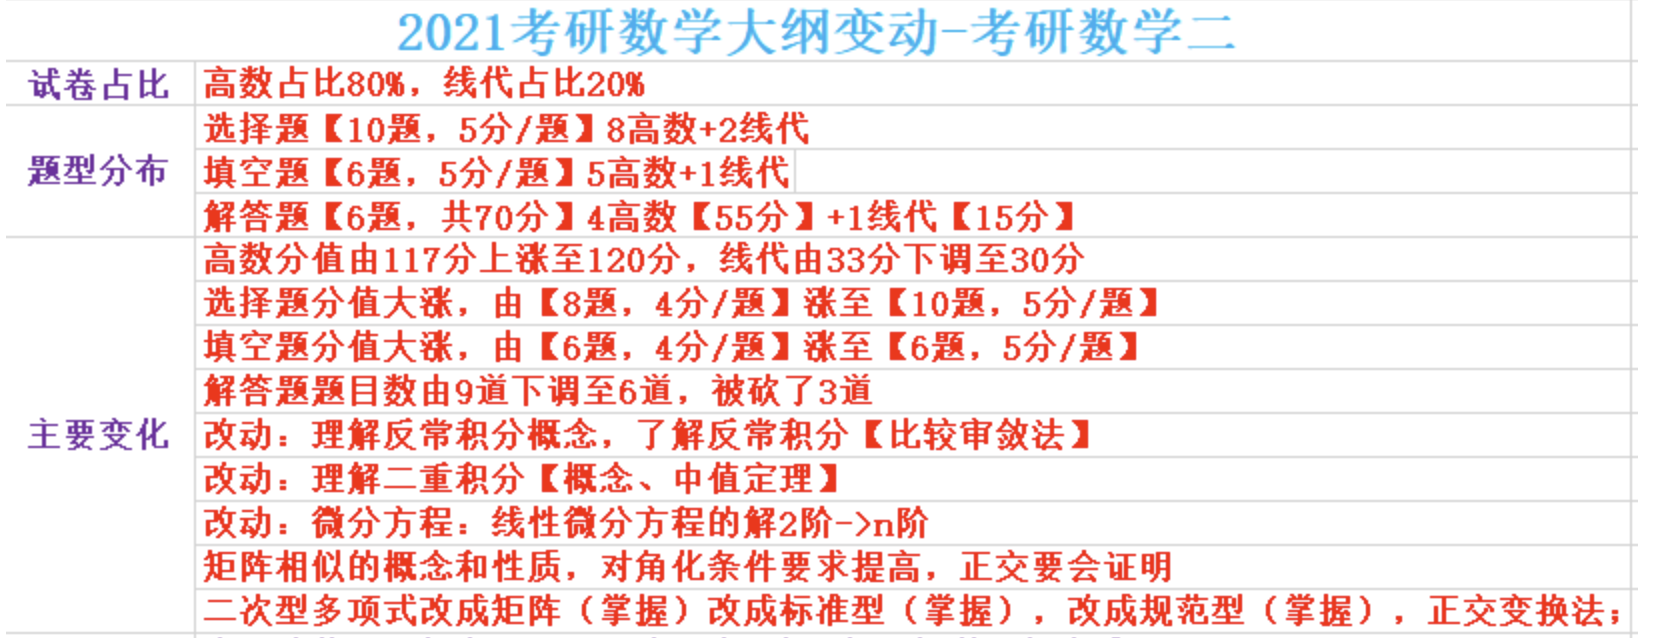 2021考研数学大纲变动-考研数学二
试卷占比
高数占比80%，线代占比20%
题型分布
选择题【10题，5分/题】8高数+2线代
填空题【6题，5分/题】5高数+1线代
解答题【6题，共70分】4高数【55分】+1线代【15分】
主要变化
高数分值由117分上涨至120分，线代由33分下调至30分
选择题分值大涨，由【8题，4分/题】涨至【10题，5分/题】
填空题分值大涨，由【6题，4分/题】涨至【6题，5分/题】
解答题题目数由9道下调至6道，被砍了3道
改动：理解反常积分概念，了解反常积分【比较审敛法】
改动：理解二重积分【概念、中值定理】
改动：微分方程：线性微分方程的解2阶->n阶
矩阵相似的概念和性质，对角化条件要求提高，正交要会证明
二次型多项式改成矩阵（掌握）改成标准型（掌握），改成规范型（掌握），正交变换法；